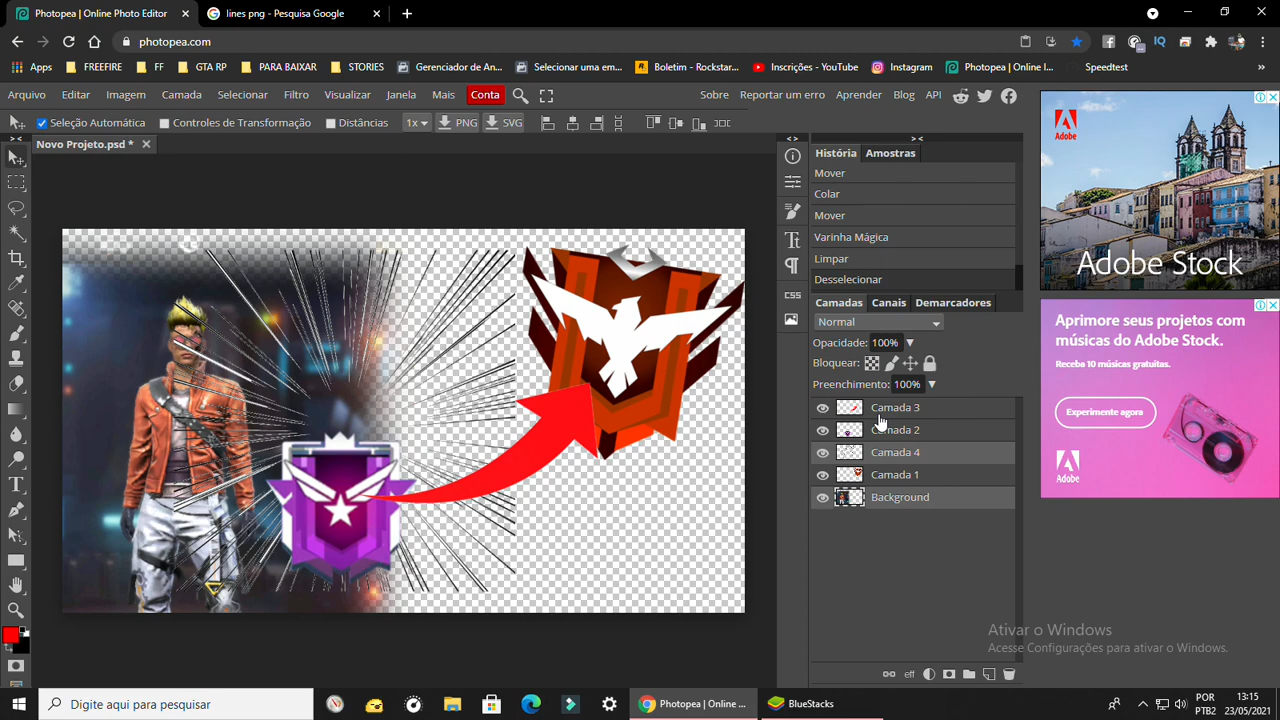 Photopea | Online Photo Editor
lines png - Pesquisa Google
photopea.com
Apps
FREEFIRE
FF
GTA RP
PARA BAIXAR
STORIES
Gerenciador de An...
Selecionar uma em...
Boletim - Rockstar...
Inscrições - YouTube
Instagram
Photopea | Online I...
Speedtest
»
Arquivo Editar Imagem Camada Selecionar Filtro Visualizar Janela Mais Conta
Sobre Reportar um erro Aprender Blog API
Seleção Automática
Controles de Transformação
Distâncias
1x
PNG
SVG
Novo Projeto.psd *
História Amostras
Mover
Colar
Mover
Varinha Mágica
Limpar
Desselecionar
CSS
Camadas Canais Demarcadores
Normal
Opacidade: 100%
Bloquear:
Preenchimento: 100%
Camada 3
Camada 2
Camada 4
Camada 1
Background
eff
Adobe
Adobe Stock
Aprimore seus projetos com
músicas do Adobe Stock.
Receba 10 músicas gratuitas.
Experimente agora
Adobe
Ativar o Windows
Acesse Configurações para ativar o Windows.
Digite aqui para pesquisar
Photopea | Online ...
BlueStacks
POR
PTB2
13:15
23/05/2021